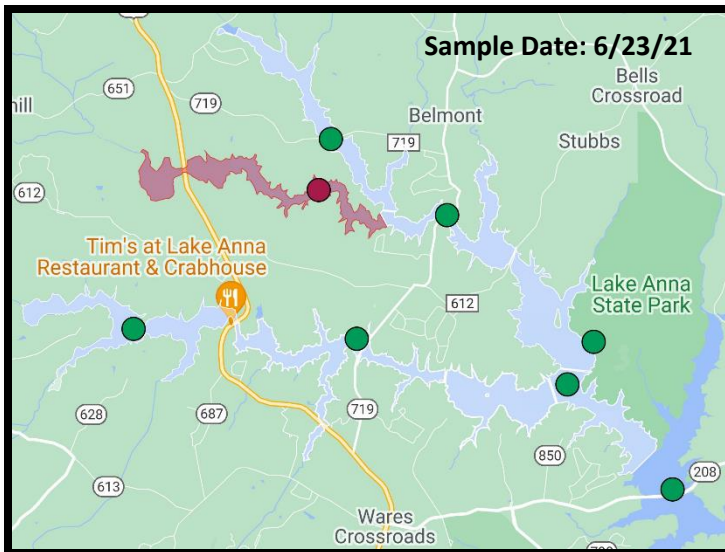 Sample Date: 6/23/21
Bells
Crossroad
651
719
Belmont
719
Stubbs
612
Tim's at Lake Anna
Restaurant & Crabhouse
612
Lake Anna
State Park
628
687
719
850
208
613
Wares
Crossroads